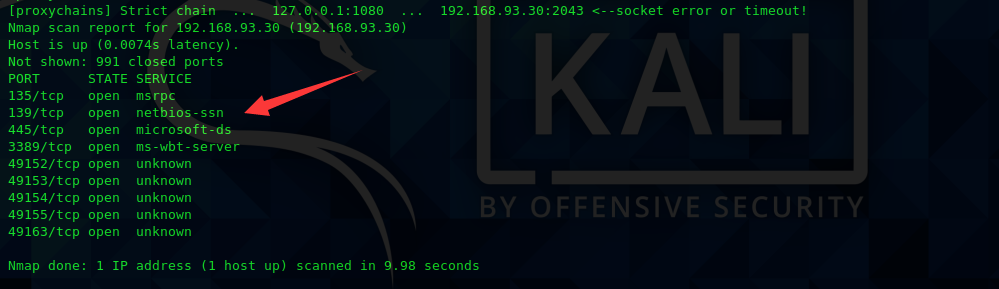 [proxychains] Strict chain  ...  127.0.0.1:1080  ...  192.168.93.30:2043 <--socket error or timeout!
Nmap scan report for 192.168.93.30 (192.168.93.30)
Host is up (0.0074s latency).
Not shown: 991 closed ports
PORT      STATE SERVICE
135/tcp   open  msrpc
139/tcp   open  netbios-ssn
445/tcp   open  microsoft-ds
3389/tcp  open  ms-wbt-server
49152/tcp open  unknown
49153/tcp open  unknown
49154/tcp open  unknown
49155/tcp open  unknown
49163/tcp open  unknown
Nmap done: 1 IP address (1 host up) scanned in 9.98 seconds
KALI
BY OFFENSIVE SECURITY